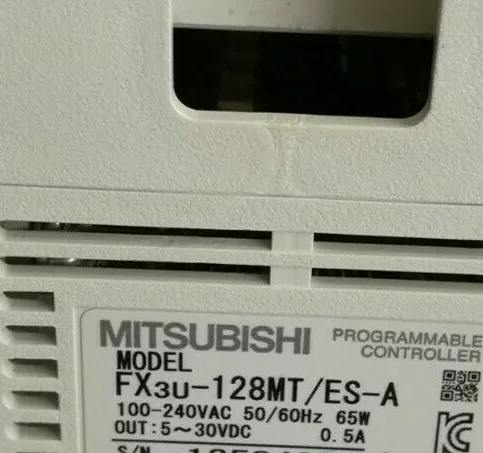 MITSUBISHI PROGRAMMABLE CONTROLLER
MODEL
FX3U-128MT/ES-A
100-240VAC 50/60Hz 65W
OUT:5~30VDC 0.5A
S/N